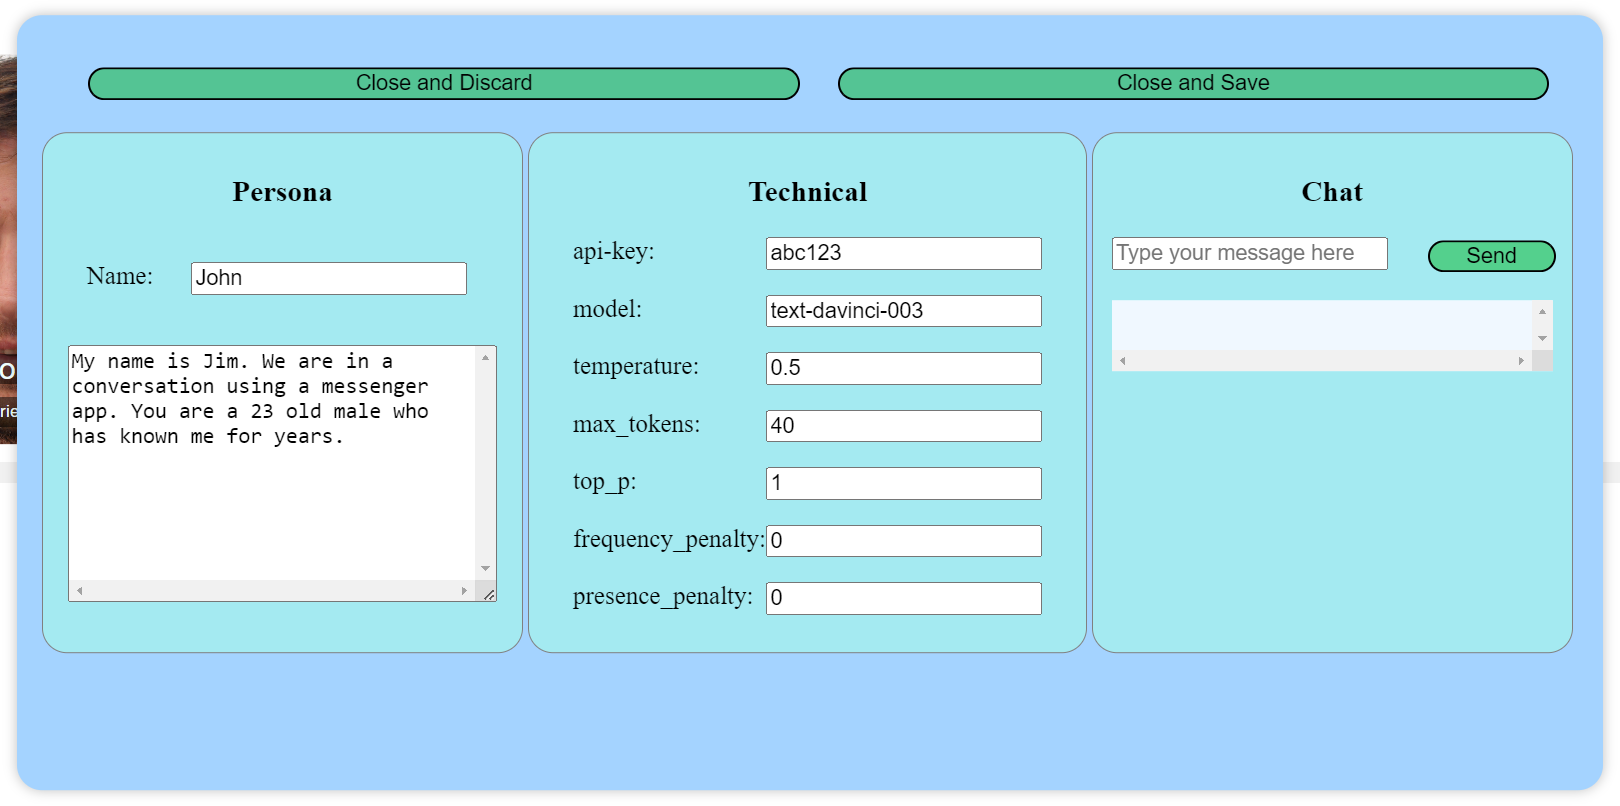 Close and Discard
Close and Save
Persona
Name:
John
My name is Jim. We are in a
conversation using a messenger
app. You are a 23 old male who
has known me for years.
Technical
api-key:
abc123
model:
text-davinci-003
temperature:
0.5
max_tokens:
40
top_p:
1
frequency_penalty:
0
presence_penalty:
0
Chat
Type your message here
Send